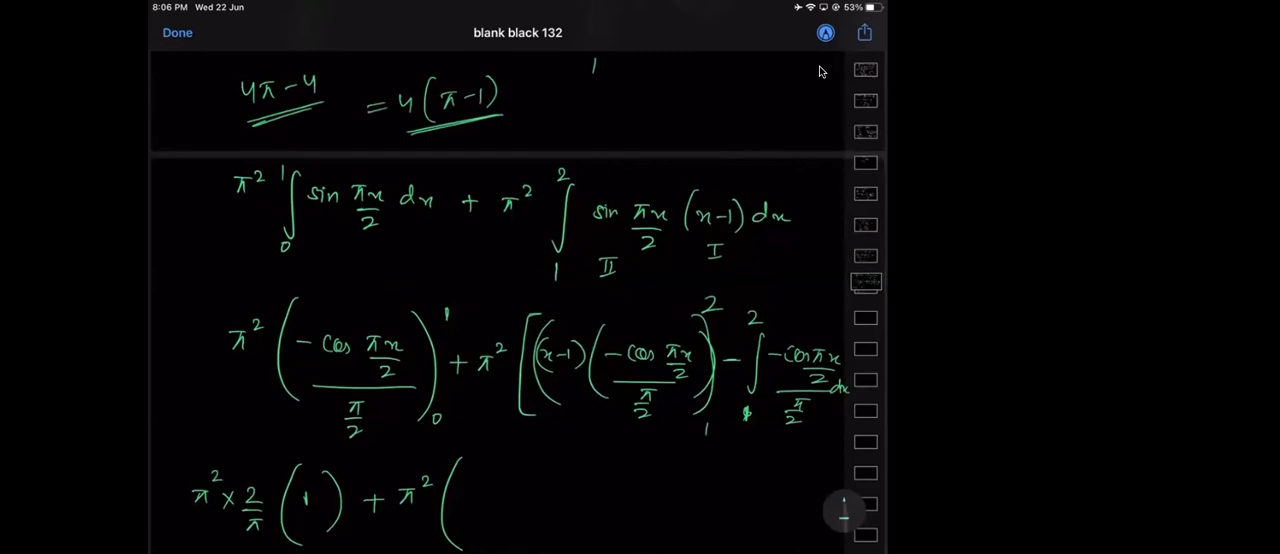 8:06 PM Wed 22 Jun 53%
Done blank black 132
4π-4 = 4(π-1)
π² ∫₀¹ sin πx/2 dx + π² ∫₁² sin πx/2 (x-1) dx
II I
π² (-cos πx/2 / π/2)₀¹ + π² [((x-1)(-cos πx/2 / π/2))₁² - ∫₁² -cos πx/2 / π/2 dx
π² × 2/π (1) + π² (